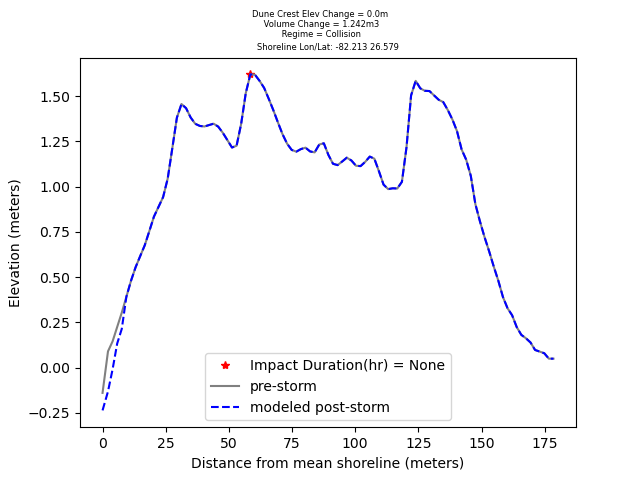 Dune Crest Elev Change = 0.0m
Volume Change = 1.242m3
Regime = Collision
Shoreline Lon/Lat: -82.213 26.579
1.50
1.25
1.00
0.75
0.50
0.25
0.00
−0.25
Elevation (meters)
Impact Duration(hr) = None
pre-storm
modeled post-storm
0 25 50 75 100 125 150 175
Distance from mean shoreline (meters)